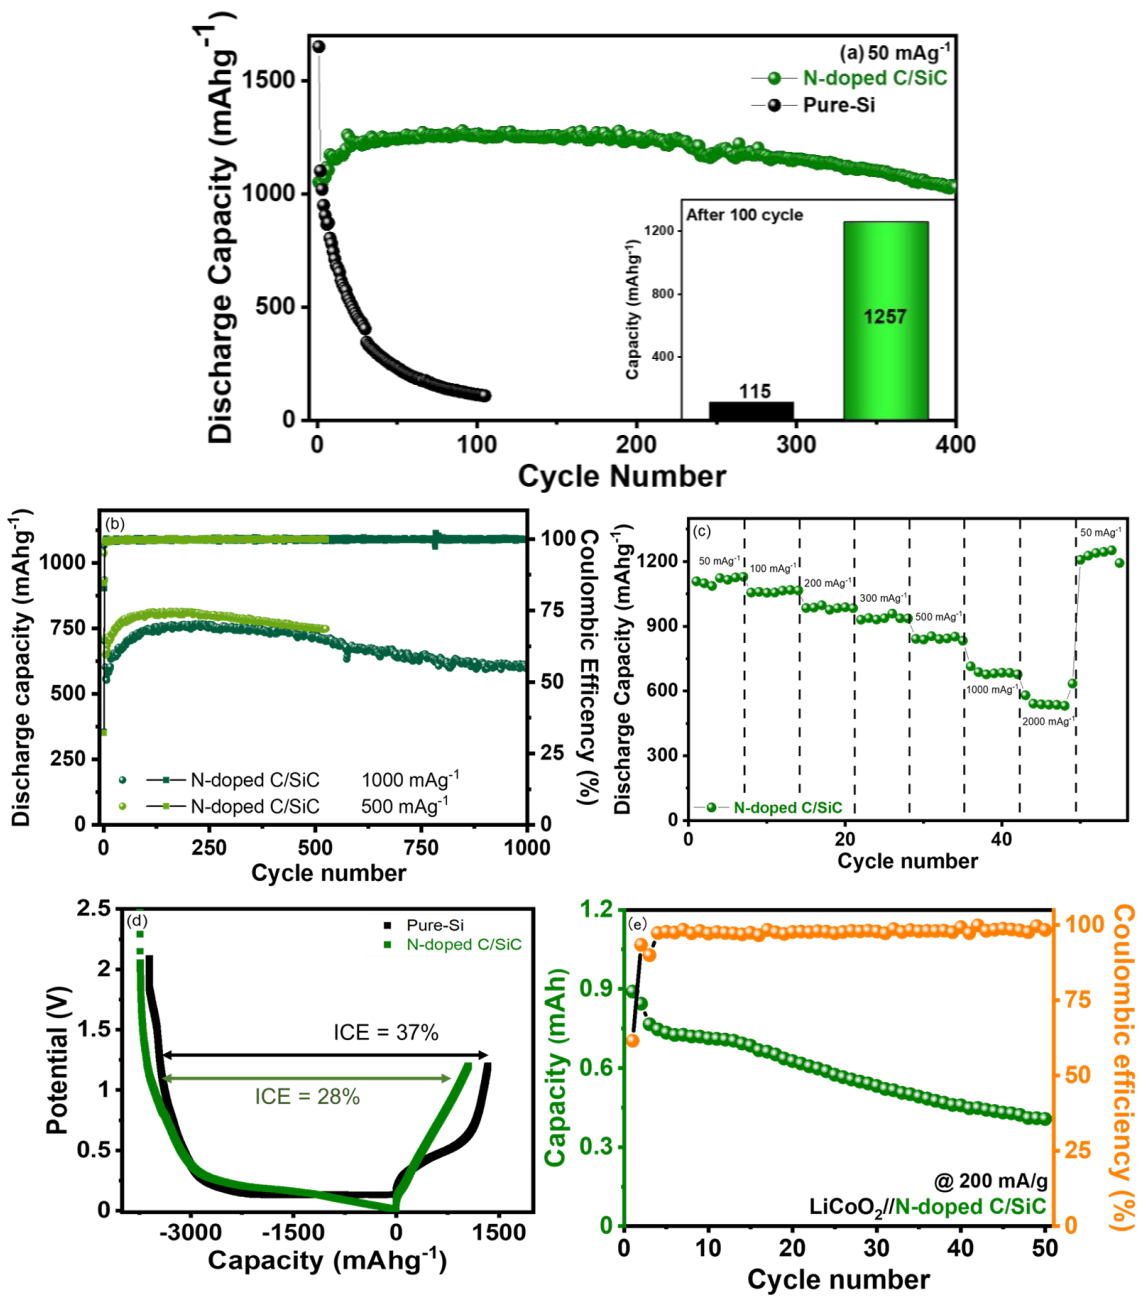 (a) 50 mAg-1
N-doped C/SiC
Pure-Si
Discharge Capacity (mAhg-1)
1500
1000
500
0
After 100 cycle
Capacity (mAhg-1)
1200
800
400
115
1257
0 100 200 300 400
Cycle Number
(b)
Discharge capacity (mAhg-1)
1000
750
500
250
0
100
75
50
25
0
Coulombic Efficency (%)
N-doped C/SiC 1000 mAg-1
N-doped C/SiC 500 mAg-1
0 250 500 750 1000
Cycle number
(c)
Discharge Capacity (mAhg-1)
1200
900
600
300
0
50 mAg-1
100 mAg-1
200 mAg-1
300 mAg-1
500 mAg-1
1000 mAg-1
2000 mAg-1
50 mAg-1
N-doped C/SiC
0 20 40
Cycle number
(d)
Potential (V)
2.5
2
1.5
1
0.5
0
Pure-Si
N-doped C/SiC
ICE = 37%
ICE = 28%
-3000 -1500 0 1500
Capacity (mAhg-1)
(e)
Capacity (mAh)
1.2
0.9
0.6
0.3
0
100
75
50
25
0
Coulombic efficiency (%)
@ 200 mA/g
LiCoO2//N-doped C/SiC
0 10 20 30 40 50
Cycle number